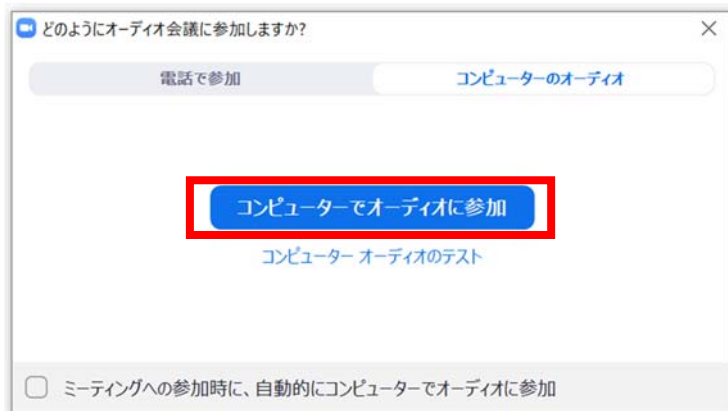 どのようにオーディオ会議に参加しますか?
電話で参加
コンピューターのオーディオ
コンピューターでオーディオに参加
コンピューター オーディオのテスト
ミーティングへの参加時に、自動的にコンピューターでオーディオに参加